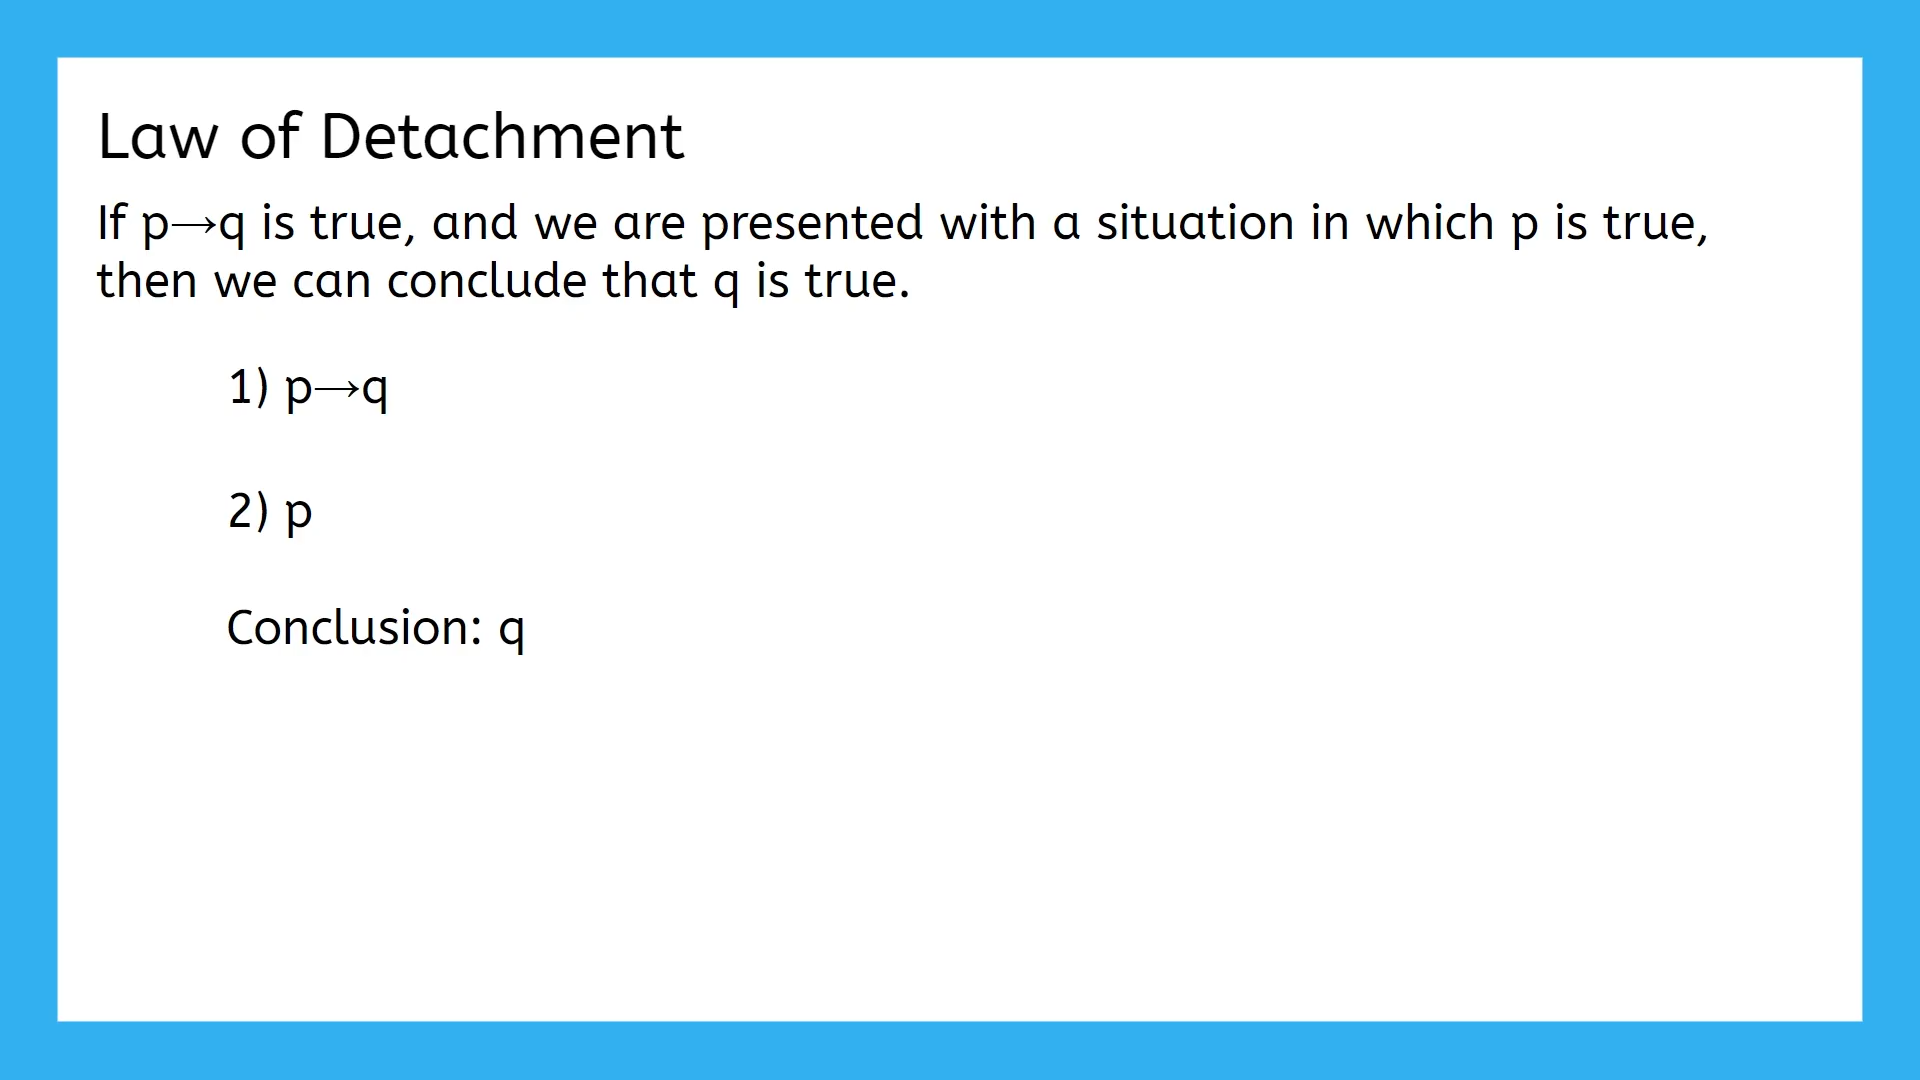 Law of Detachment
If p→q is true, and we are presented with a situation in which p is true,
then we can conclude that q is true.
1) p→q
2) p
Conclusion: q